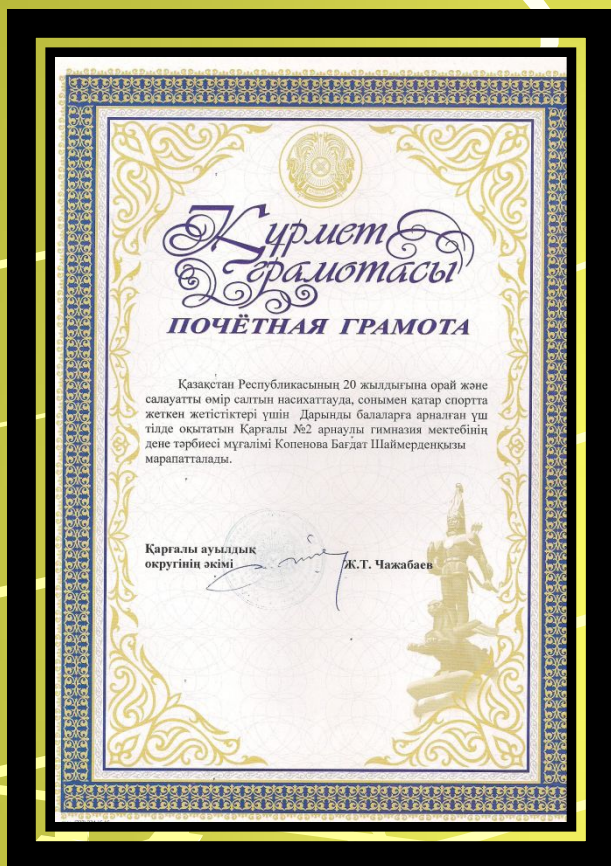 Құрмет
грамотасы
ПОЧЁТНАЯ ГРАМОТА
Қазақстан Республикасының 20 жылдығына орай және
салауатты өмір салтын насихаттауда, сонымен қатар спортта
жеткен жетістіктері үшін Дарынды балаларға арналған үш
тілде оқытатын Қарғалы №2 арнаулы гимназия мектебінің
дене тәрбиесі мұғалімі Копенова Бағдат Шаймерденқызы
марапатталады.
Қарғалы ауылдық
округінің әкімі Ж.Т. Чажабаев